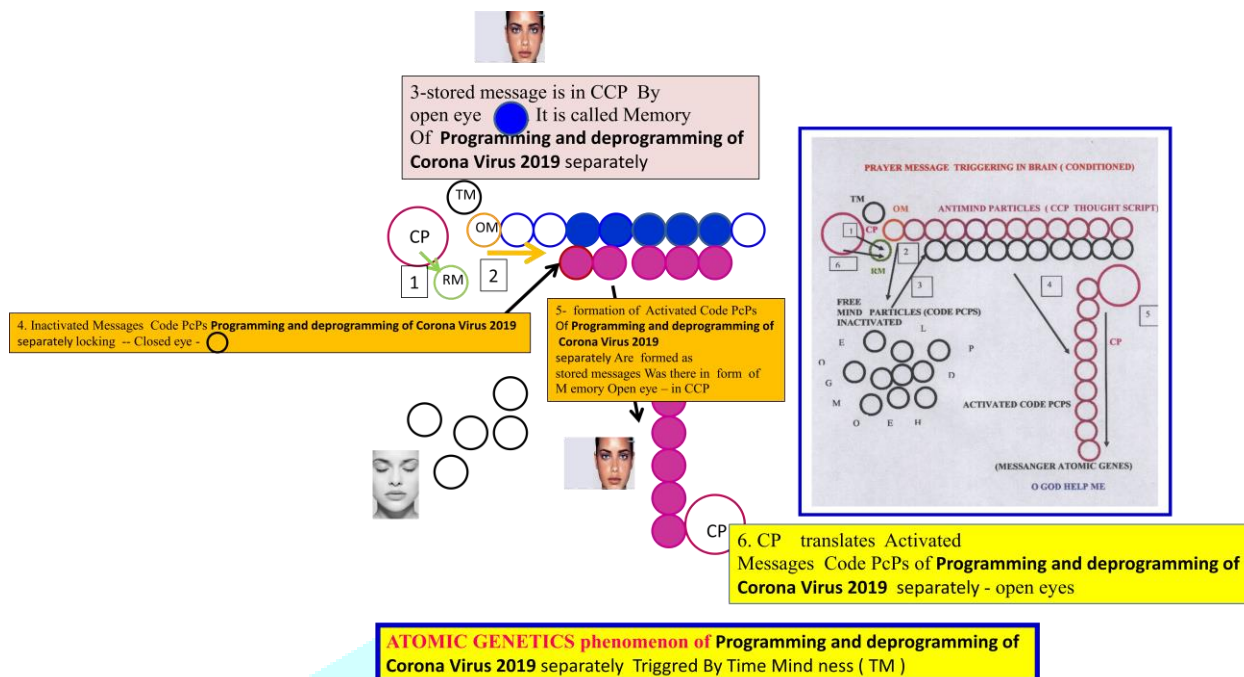 3-stored message is in CCP By
open eye It is called Memory
Of Programming and deprogramming of
Corona Virus 2019 separately
TM
CP
OM
1
RM
2
4. Inactivated Messages Code PcPs Programming and deprogramming of Corona Virus 2019
separately locking -- Closed eye -
5- formation of Activated Code PcPs
Of Programming and deprogramming of
Corona Virus 2019
separately Are formed as
stored messages Was there in form of
M emory Open eye – in CCP
CP
6. CP translates Activated
Messages Code PcPs of Programming and deprogramming of
Corona Virus 2019 separately - open eyes
ATOMIC GENETICS phenomenon of Programming and deprogramming of
Corona Virus 2019 separately Triggred By Time Mind ness ( TM )
PRAYER MESSAGE TRIGGERING IN BRAIN ( CONDITIONED)
TM
OM
ANTIMIND PARTICLES ( CCP THOUGHT SCRIPT)
1
CP
6
2
RM
3
4
5
FREE
MIND PARTICLES (CODE PCPS)
INACTIVATED
CP
E
L
O
P
G
D
M
O
E
H
ACTIVATED CODE PCPS
(MESSANGER ATOMIC GENES)
O GOD HELP ME